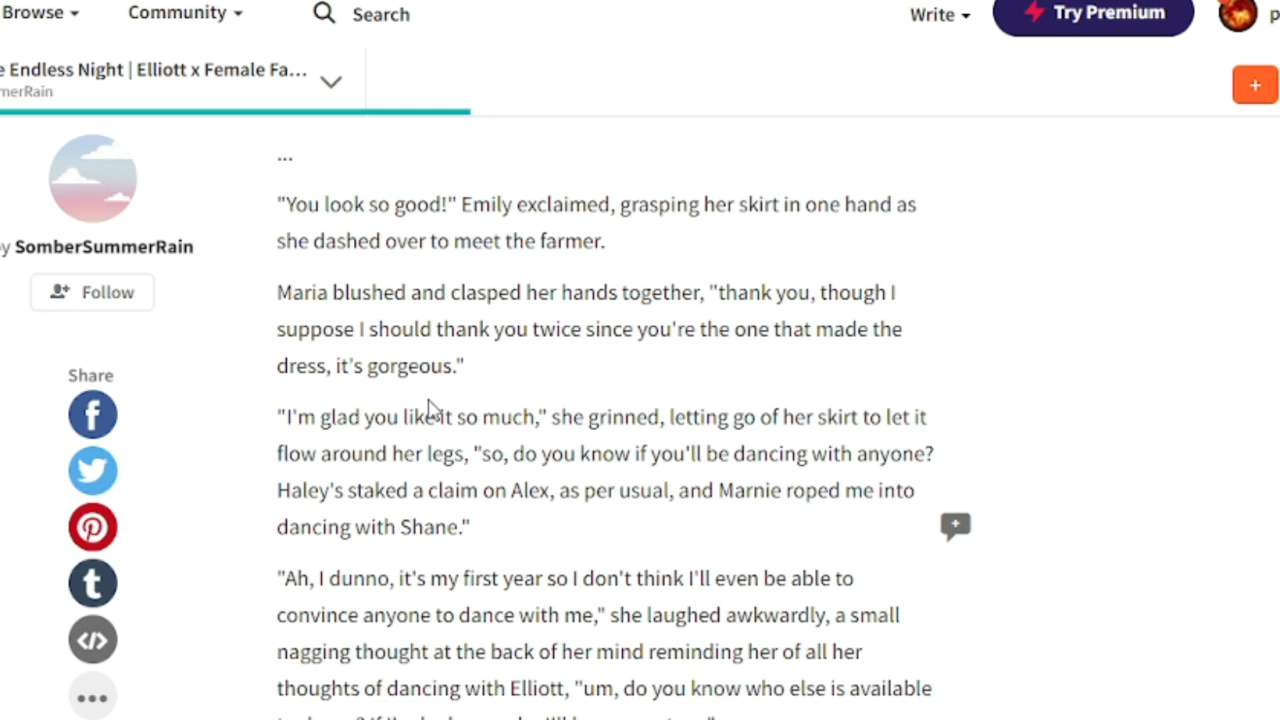 Browse Community Search Write Try Premium
Endless Night | Elliott x Female Fa...
merRain
+
...
"You look so good!" Emily exclaimed, grasping her skirt in one hand as
she dashed over to meet the farmer.
by SomberSummerRain
Follow
Maria blushed and clasped her hands together, "thank you, though I
suppose I should thank you twice since you're the one that made the
dress, it's gorgeous."
Share
"I'm glad you like it so much," she grinned, letting go of her skirt to let it
flow around her legs, "so, do you know if you'll be dancing with anyone?
Haley's staked a claim on Alex, as per usual, and Marnie roped me into
dancing with Shane."
"Ah, I dunno, it's my first year so I don't think I'll even be able to
convince anyone to dance with me," she laughed awkwardly, a small
nagging thought at the back of her mind reminding her of all her
thoughts of dancing with Elliott, "um, do you know who else is available